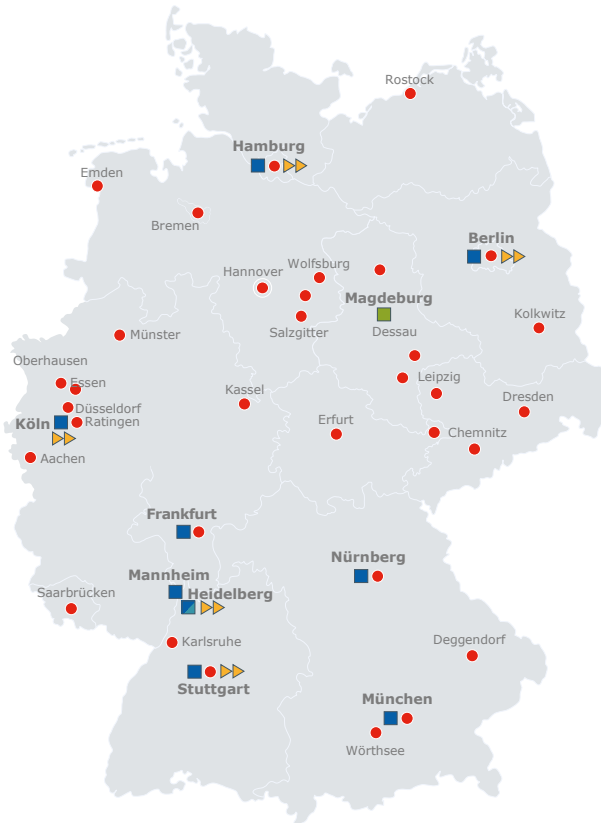 Rostock
Hamburg
Emden
Bremen
Berlin
Wolfsburg
Hannover
Magdeburg
Kolkwitz
Salzgitter
Dessau
Münster
Oberhausen
Essen
Leipzig
Kassel
Dresden
Düsseldorf
Erfurt
Köln
Ratingen
Chemnitz
Aachen
Frankfurt
Nürnberg
Mannheim
Saarbrücken
Heidelberg
Karlsruhe
Deggendorf
Stuttgart
München
Wörthsee